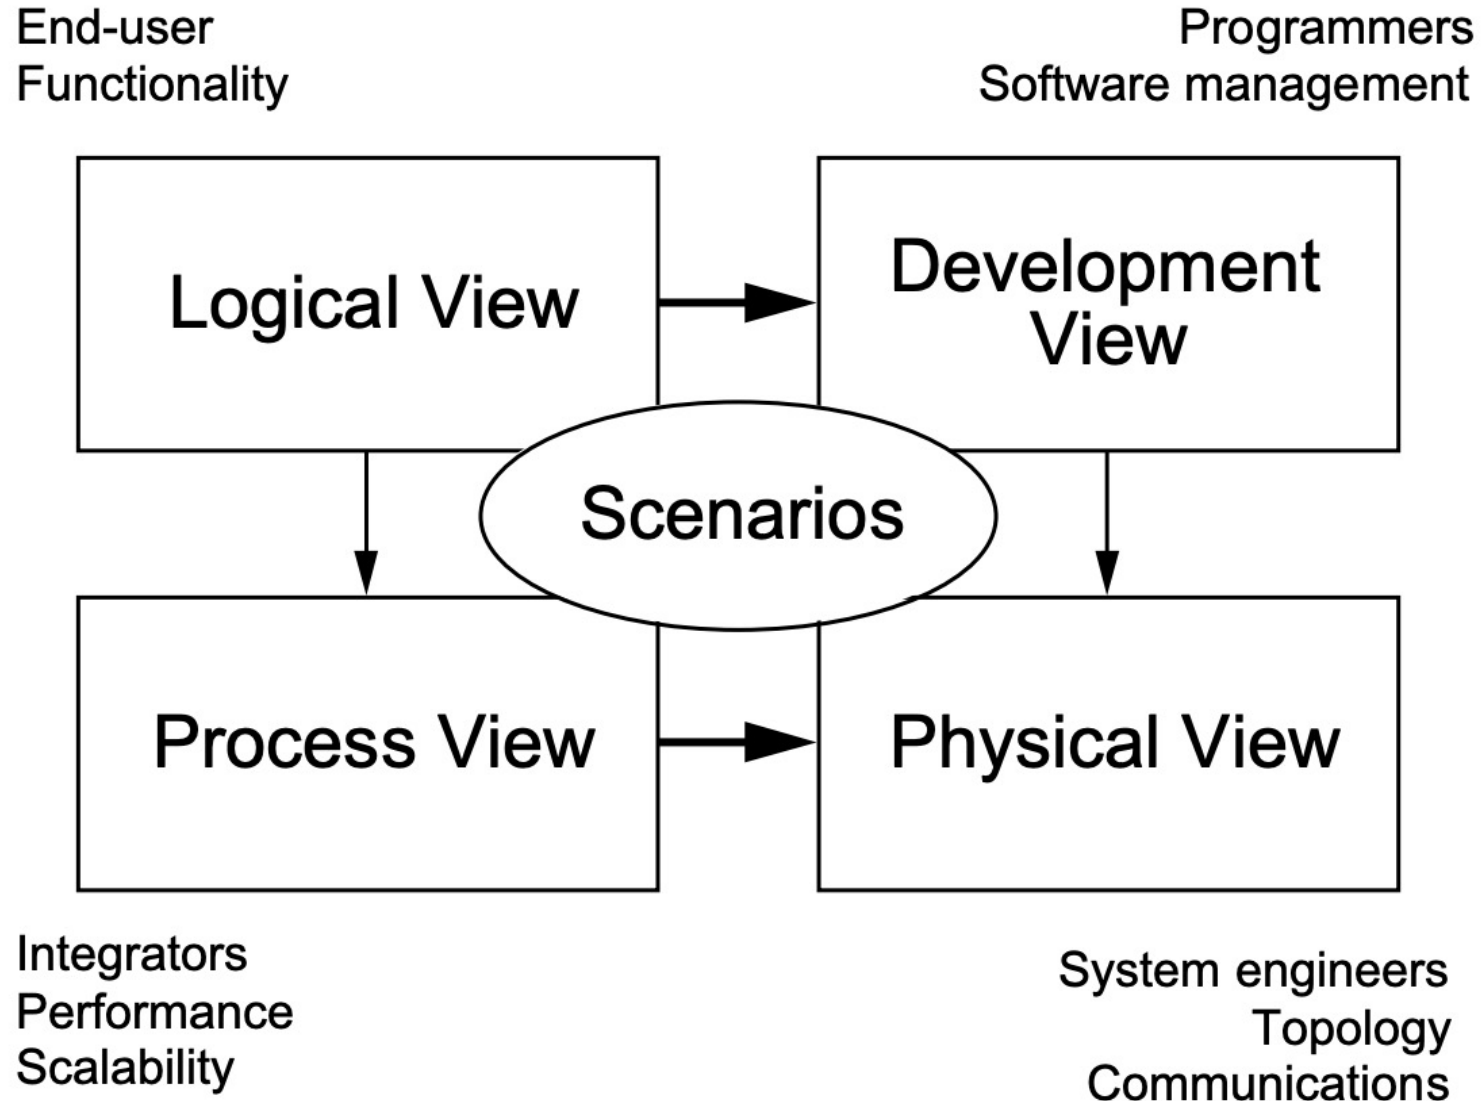 End-user
Functionality
Programmers
Software management
Logical View
Development
View
Scenarios
Process View
Physical View
Integrators
Performance
Scalability
System engineers
Topology
Communications